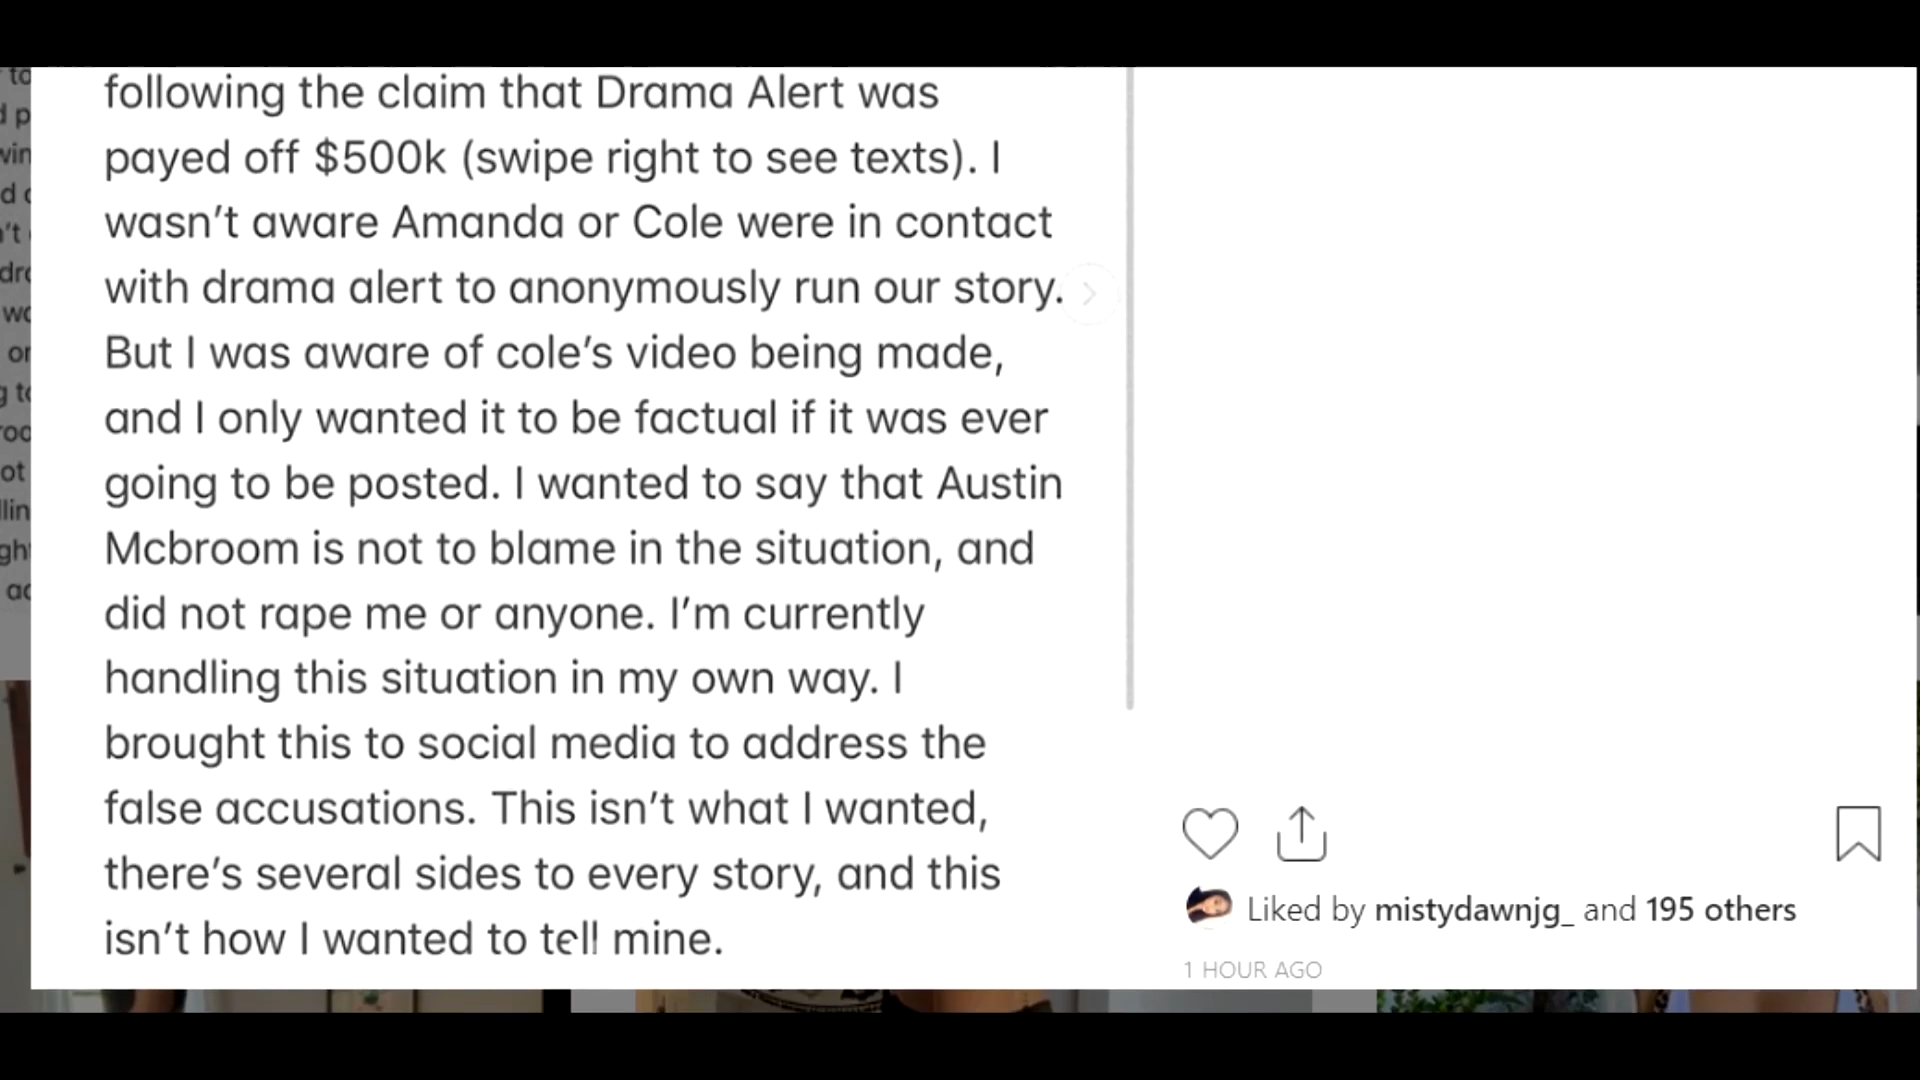 following the claim that Drama Alert was
payed off $500k (swipe right to see texts). I
wasn't aware Amanda or Cole were in contact
with drama alert to anonymously run our story.
But I was aware of cole's video being made,
and I only wanted it to be factual if it was ever
going to be posted. I wanted to say that Austin
Mcbroom is not to blame in the situation, and
did not rape me or anyone. I'm currently
handling this situation in my own way. I
brought this to social media to address the
false accusations. This isn't what I wanted,
there's several sides to every story, and this
isn't how I wanted to tell mine.
Liked by mistydawnjg_ and 195 others
1 HOUR AGO